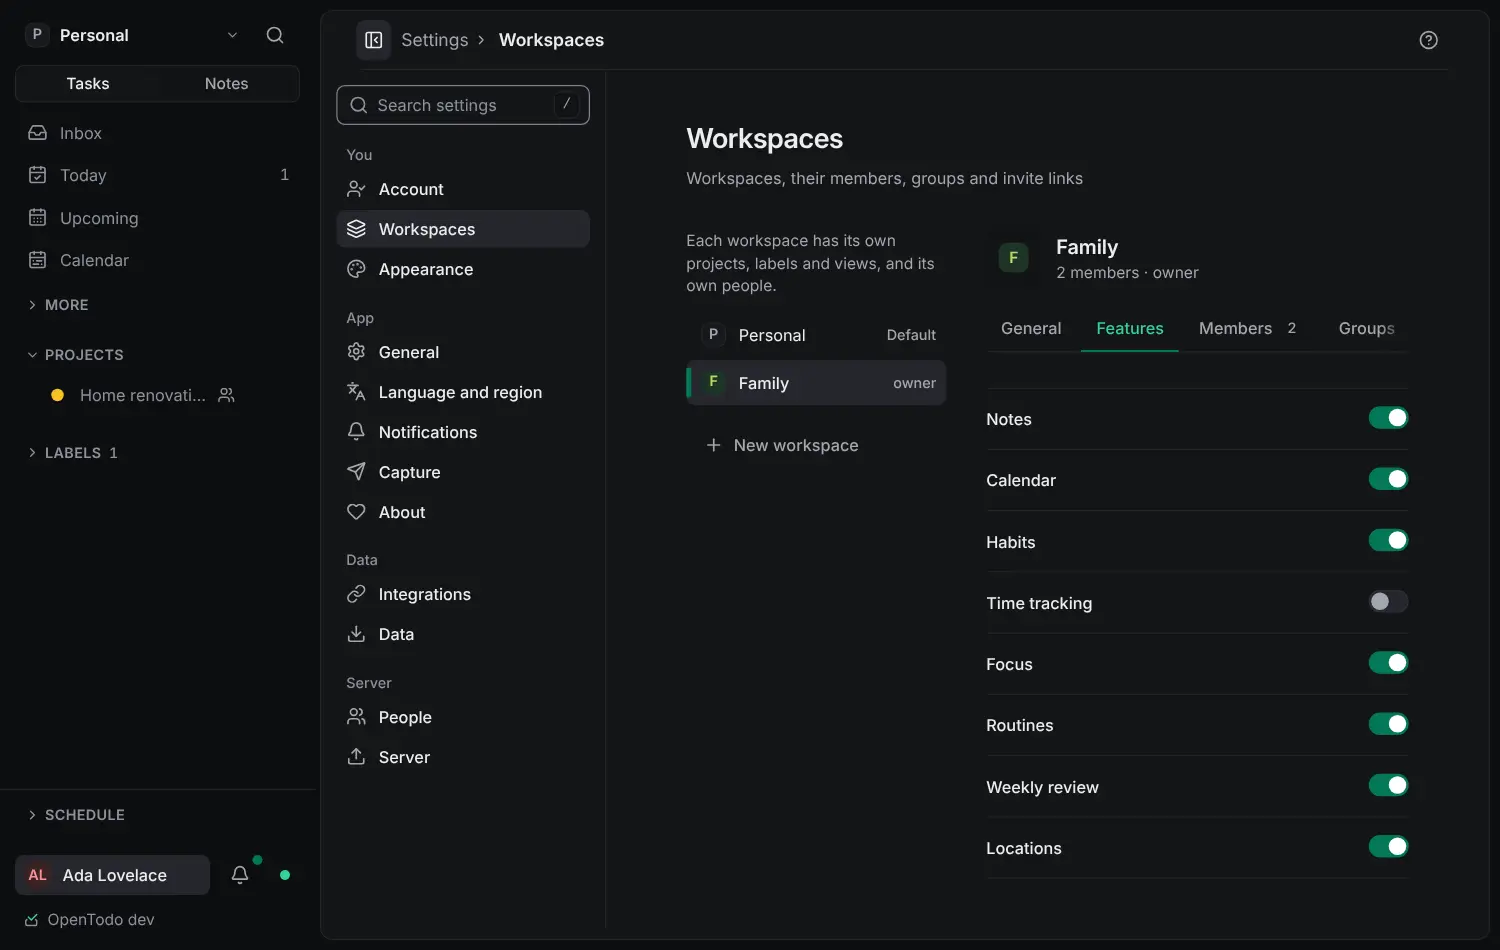 P Personal
Tasks Notes
Inbox
Today 1
Upcoming
Calendar
MORE
PROJECTS
Home renovati...
LABELS 1
SCHEDULE
AL Ada Lovelace
OpenTodo dev
Settings › Workspaces
Search settings /
You
Account
Workspaces
Appearance
App
General
Language and region
Notifications
Capture
About
Data
Integrations
Data
Server
People
Server
Workspaces
Workspaces, their members, groups and invite links
Each workspace has its own
projects, labels and views, and its
own people.
P Personal Default
F Family owner
New workspace
F Family
2 members · owner
General Features Members 2 Groups
Notes
Calendar
Habits
Time tracking
Focus
Routines
Weekly review
Locations